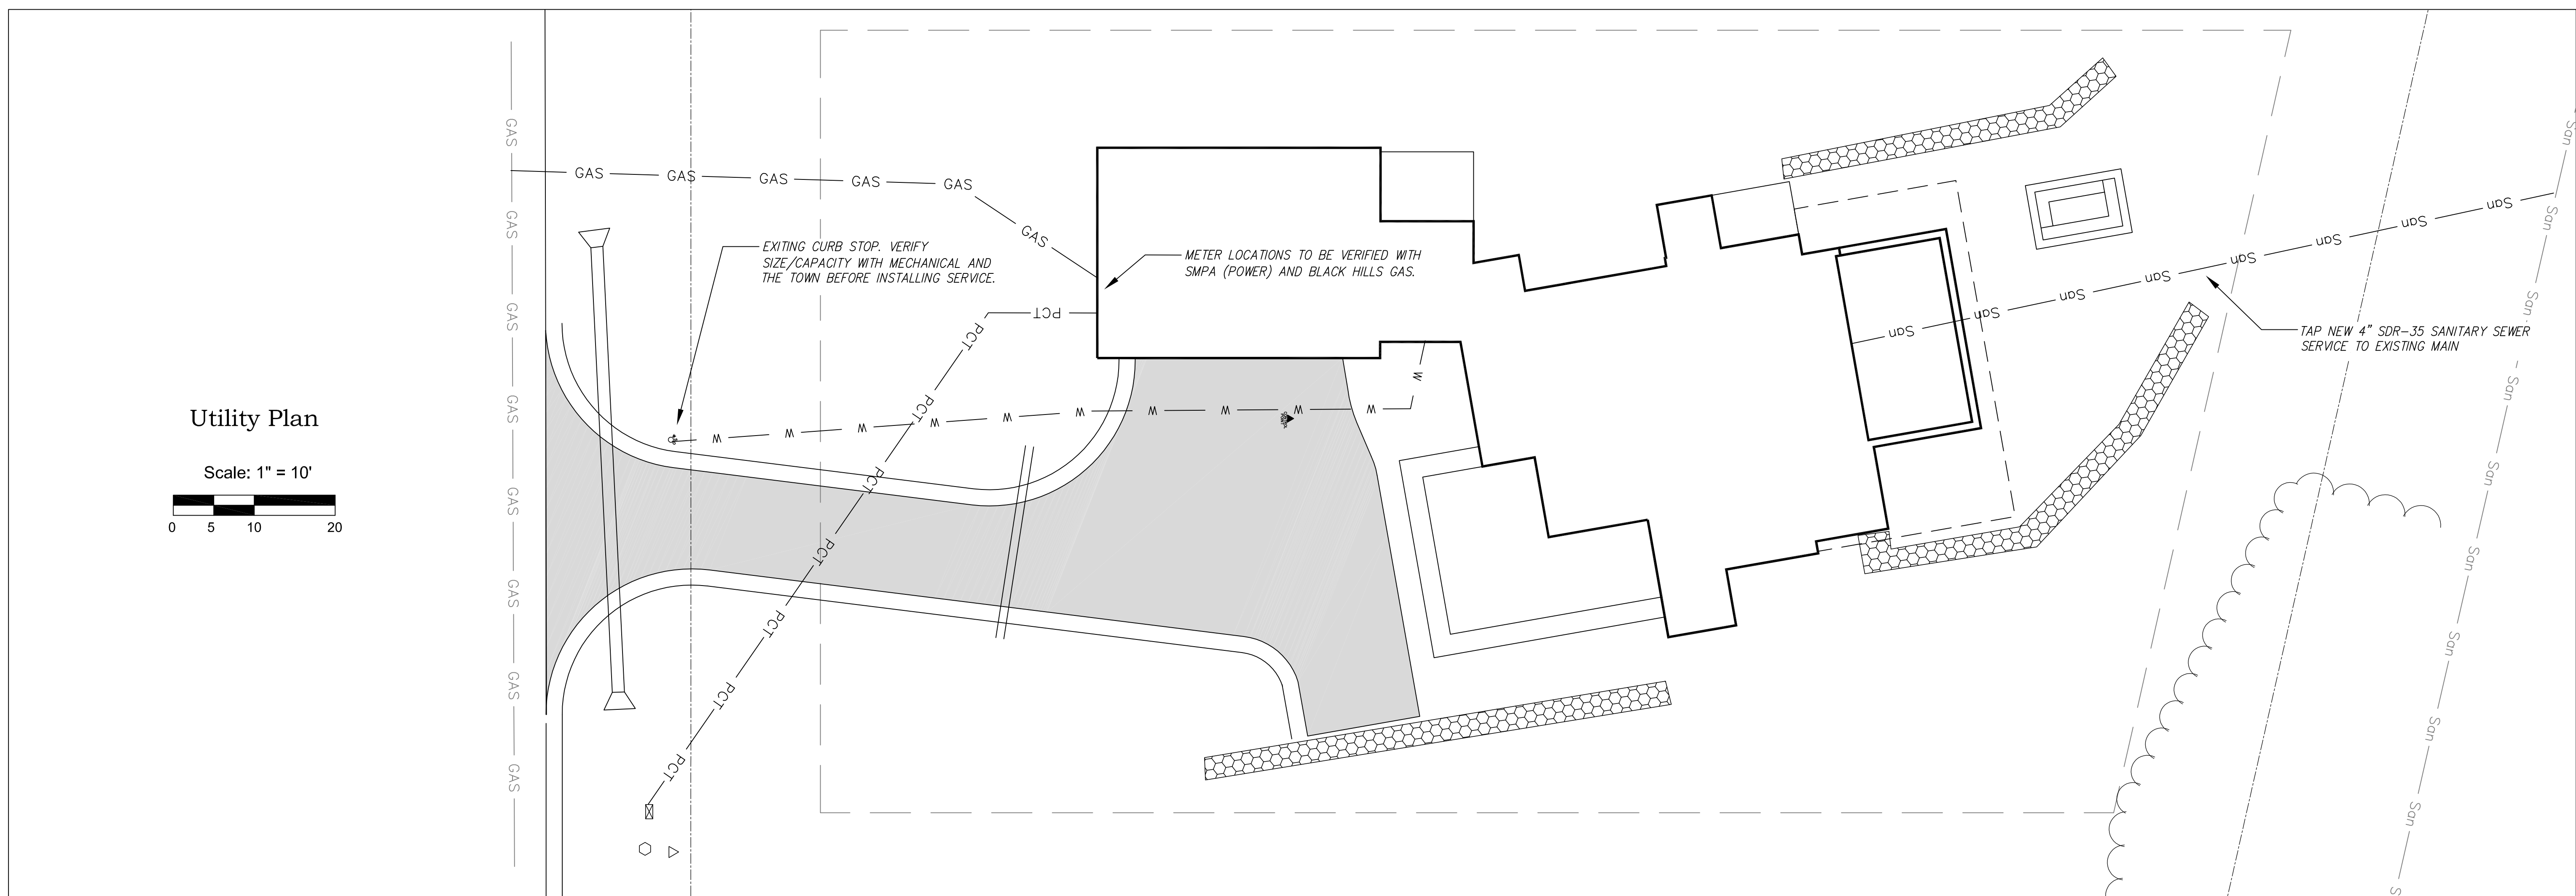 GAS
GAS
GAS
GAS
GAS
GAS
GAS
GAS
GAS
GAS
GAS
GAS
GAS
GAS
EXITING CURB STOP. VERIFY
SIZE/CAPACITY WITH MECHANICAL AND
THE TOWN BEFORE INSTALLING SERVICE.
METER LOCATIONS TO BE VERIFIED WITH
SMPA (POWER) AND BLACK HILLS GAS.
PCT
PCT
PCT
PCT
PCT
PCT
PCT
PCT
W
W
W
W
W
W
W
W
W
W
W
San
San
San
San
San
San
San
San
TAP NEW 4" SDR-35 SANITARY SEWER
SERVICE TO EXISTING MAIN
San
San
San
San
San
San
San
San
San
S
Utility Plan
Scale: 1" = 10'
0 5 10 20